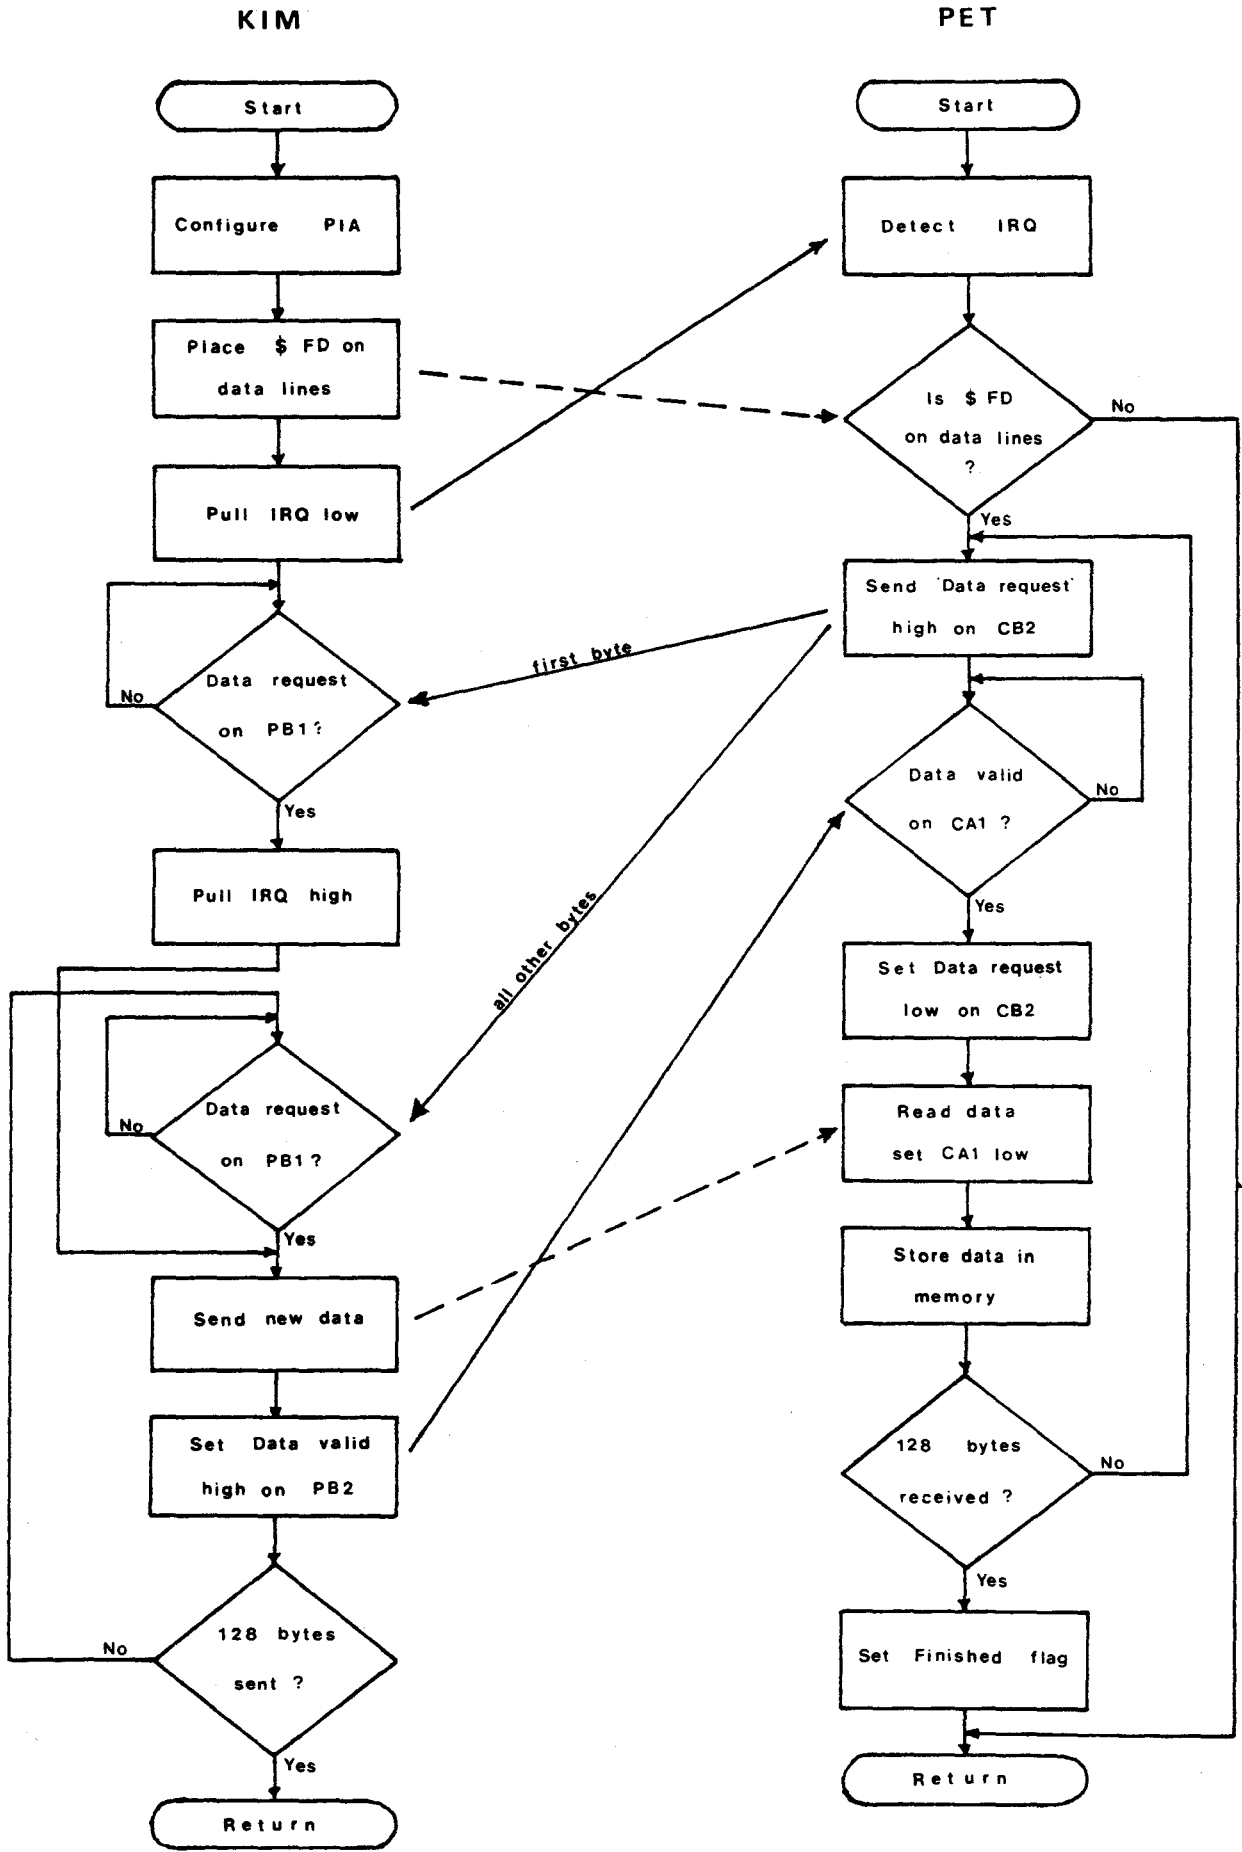 KIM
Start
Configure PIA
Place $ FD on
data lines
Pull IRQ low
Data request
on PB1?
No
Yes
Pull IRQ high
Data request
on PB1?
No
Yes
Send new data
Set Data valid
high on PB2
128 bytes
sent ?
No
Yes
Return
first byte
all other bytes
PET
Start
Detect IRQ
Is $ FD
on data lines
?
No
Yes
Send 'Data request'
high on CB2
Data valid
on CA1 ?
No
Yes
Set Data request
low on CB2
Read data
set CA1 low
Store data in
memory
128 bytes
received ?
No
Yes
Set Finished flag
Return